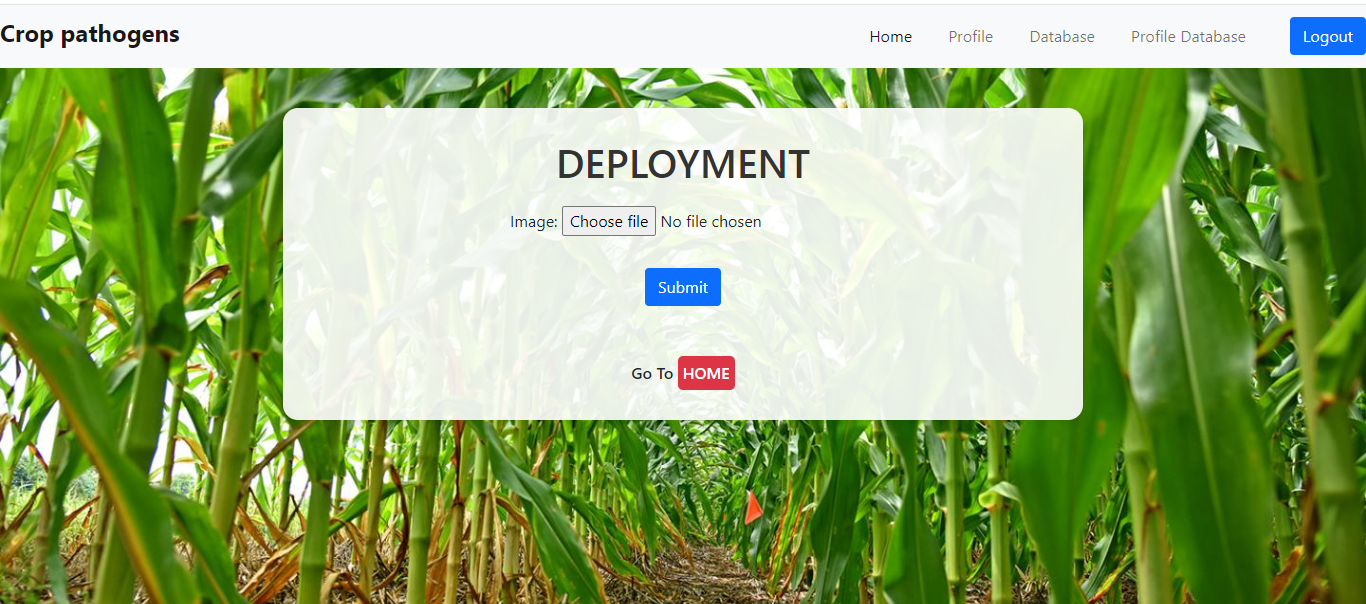 Crop pathogens Home Profile Database Profile Database Logout
DEPLOYMENT
Image: Choose file No file chosen
Submit
Go To HOME